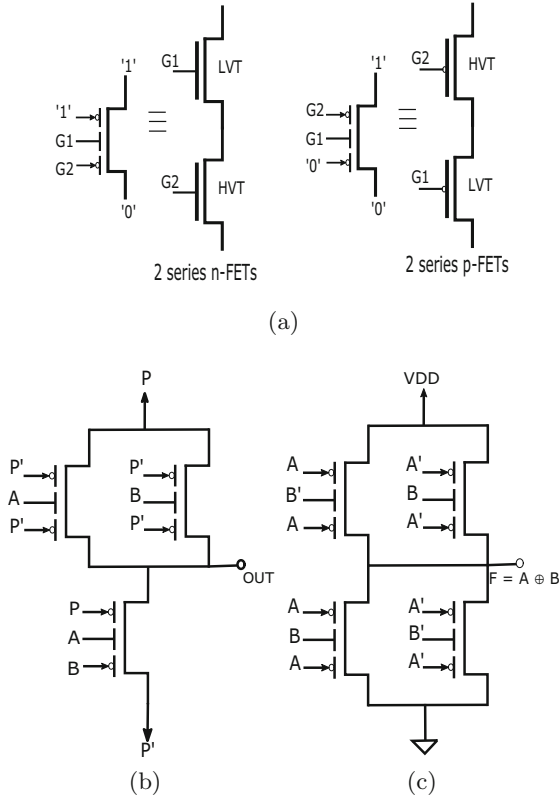 '1'
G1
LVT
'1'
G1
G2
'0'
G2
HVT
2 series n-FETs
G2
HVT
'1'
G2
G1
'0'
'0'
G1
LVT
2 series p-FETs
(a)
P
P'
A
P'
P'
B
P'
OUT
P
A
B
P'
(b)
VDD
A
B'
A
A'
B
A'
F = A ⊕ B
A
B
A
A'
B'
A'
(c)